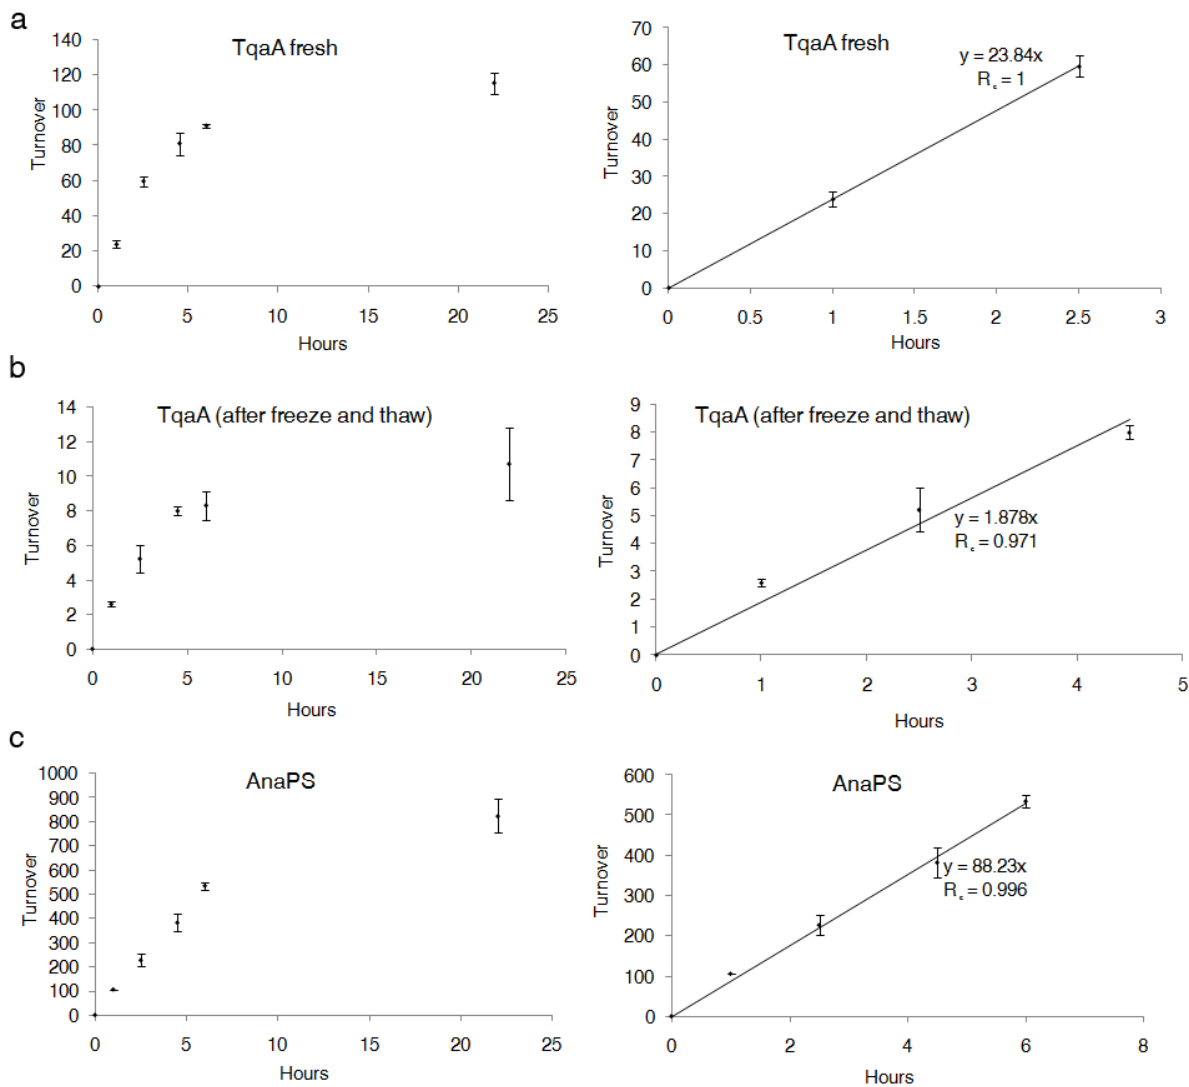 a
TqaA fresh
Turnover
140
120
100
80
60
40
20
0
0 5 10 15 20 25
Hours
TqaA fresh
y = 23.84x
R = 1
Turnover
70
60
50
40
30
20
10
0
0 0.5 1 1.5 2 2.5 3
Hours
b
TqaA (after freeze and thaw)
Turnover
14
12
10
8
6
4
2
0
0 5 10 15 20 25
Hours
TqaA (after freeze and thaw)
Turnover
9
8
7
6
5
4
3
2
1
0
y = 1.878x
R = 0.971
0 1 2 3 4 5
Hours
c
AnaPS
Turnover
1000
900
800
700
600
500
400
300
200
100
0
0 5 10 15 20 25
Hours
AnaPS
Turnover
600
500
400
300
200
100
0
y = 88.23x
R = 0.996
0 2 4 6 8
Hours